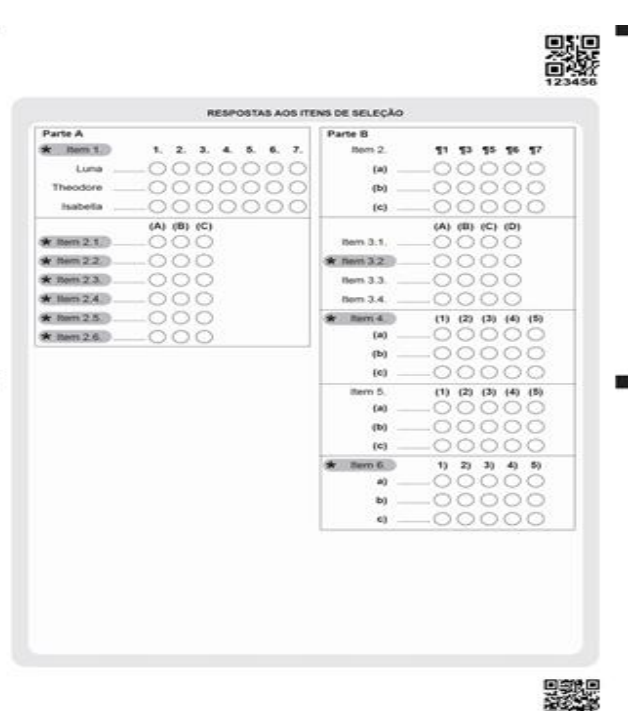 123456
RESPOSTAS AOS ITENS DE SELEÇÃO
Parte A
★ Item 1. 1. 2. 3. 4. 5. 6. 7.
Luna
Theodore
Isabella
(A) (B) (C)
★ Item 2.1.
★ Item 2.2.
★ Item 2.3.
★ Item 2.4.
★ Item 2.5.
★ Item 2.6.
Parte B
Item 2. ¶1 ¶3 ¶5 ¶6 ¶7
(a)
(b)
(c)
(A) (B) (C) (D)
Item 3.1.
★ Item 3.2.
Item 3.3.
Item 3.4.
★ Item 4. (1) (2) (3) (4) (5)
(a)
(b)
(c)
Item 5. (1) (2) (3) (4) (5)
(a)
(b)
(c)
★ Item 6. 1) 2) 3) 4) 5)
a)
b)
c)